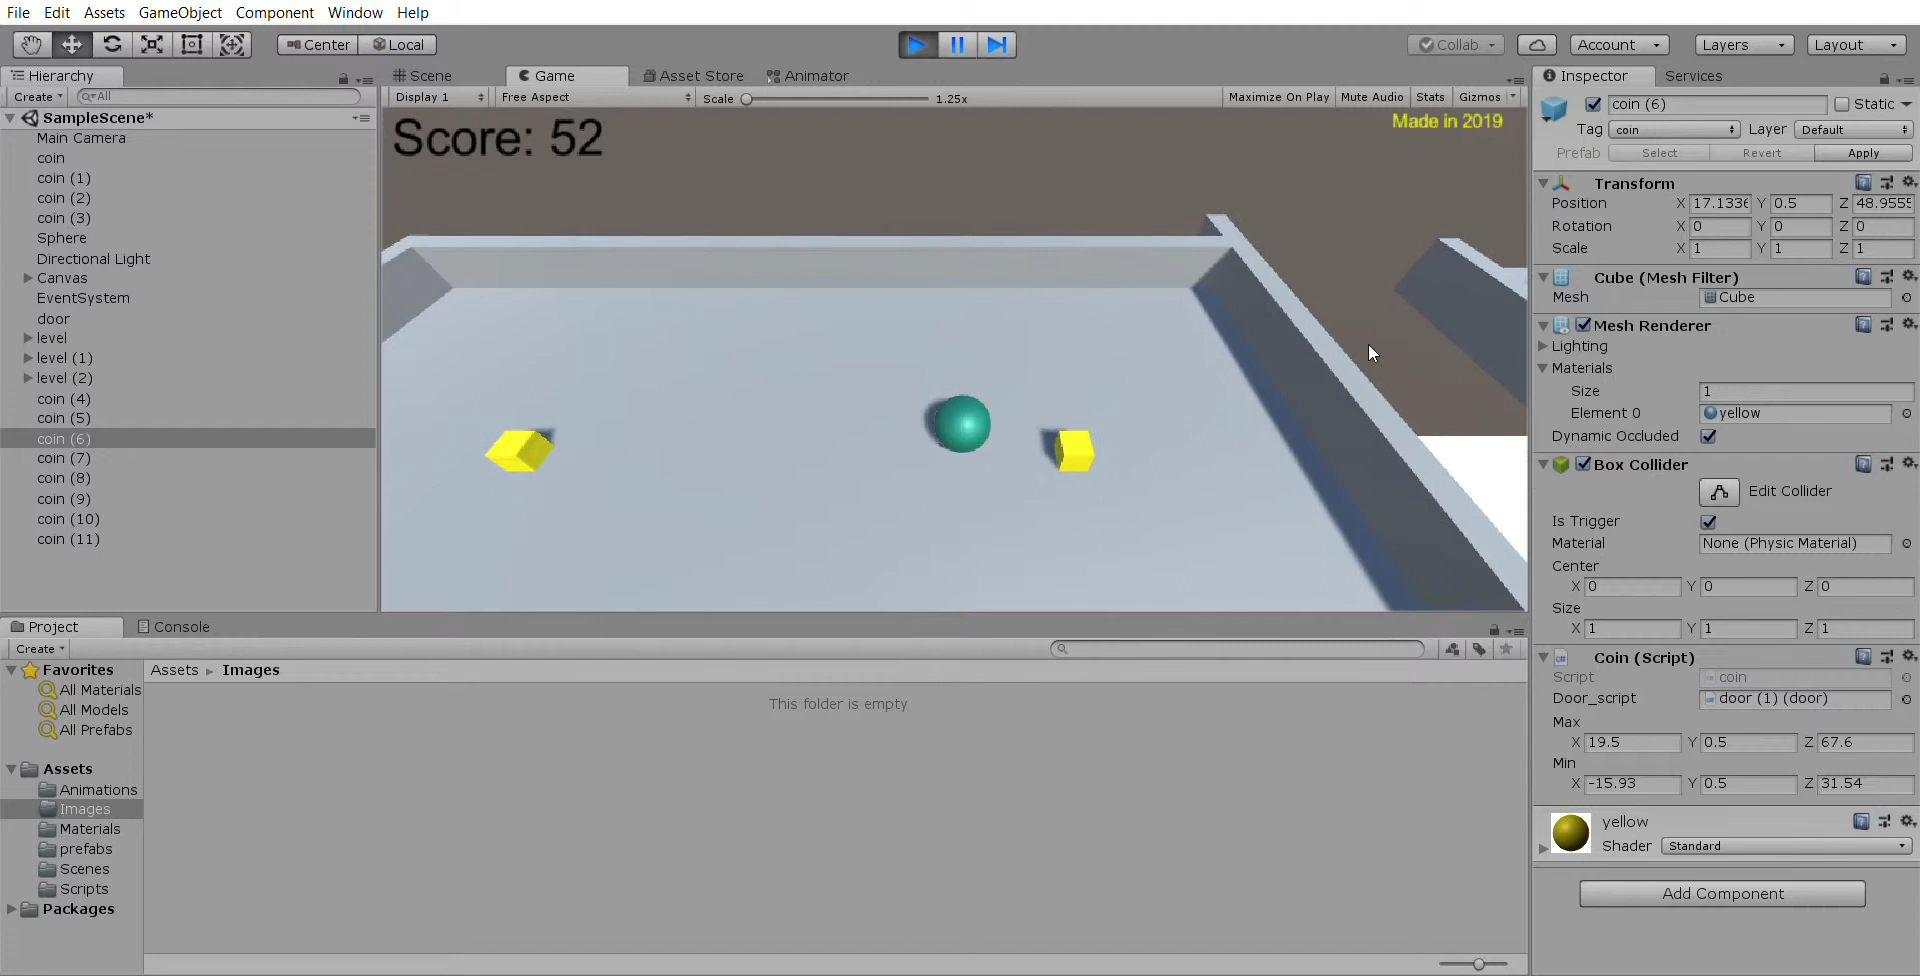 File Edit Assets GameObject Component Window Help
Center Local Collab Account Layers Layout
Hierarchy
Create All
SampleScene*
Main Camera
coin
coin (1)
coin (2)
coin (3)
Sphere
Directional Light
Canvas
EventSystem
door
level
level (1)
level (2)
coin (4)
coin (5)
coin (6)
coin (7)
coin (8)
coin (9)
coin (10)
coin (11)
Scene Game Asset Store Animator
Display 1 Free Aspect Scale 1.25x Maximize On Play Mute Audio Stats Gizmos
Score: 52
Made in 2019
Project Console
Create
Favorites
All Materials
All Models
All Prefabs
Assets
Animations
Images
Materials
prefabs
Scenes
Scripts
Packages
Assets Images
This folder is empty
Inspector Services
coin (6) Static
Tag coin Layer Default
Prefab Select Revert Apply
Transform
Position X 17.1336 Y 0.5 Z 48.9555
Rotation X 0 Y 0 Z 0
Scale X 1 Y 1 Z 1
Cube (Mesh Filter)
Mesh Cube
Mesh Renderer
Lighting
Materials
Size 1
Element 0 yellow
Dynamic Occluded
Box Collider
Edit Collider
Is Trigger
Material None (Physic Material)
Center
X 0 Y 0 Z 0
Size
X 1 Y 1 Z 1
Coin (Script)
Script coin
Door_script door (1) (door)
Max
X 19.5 Y 0.5 Z 67.6
Min
X -15.93 Y 0.5 Z 31.54
yellow
Shader Standard
Add Component